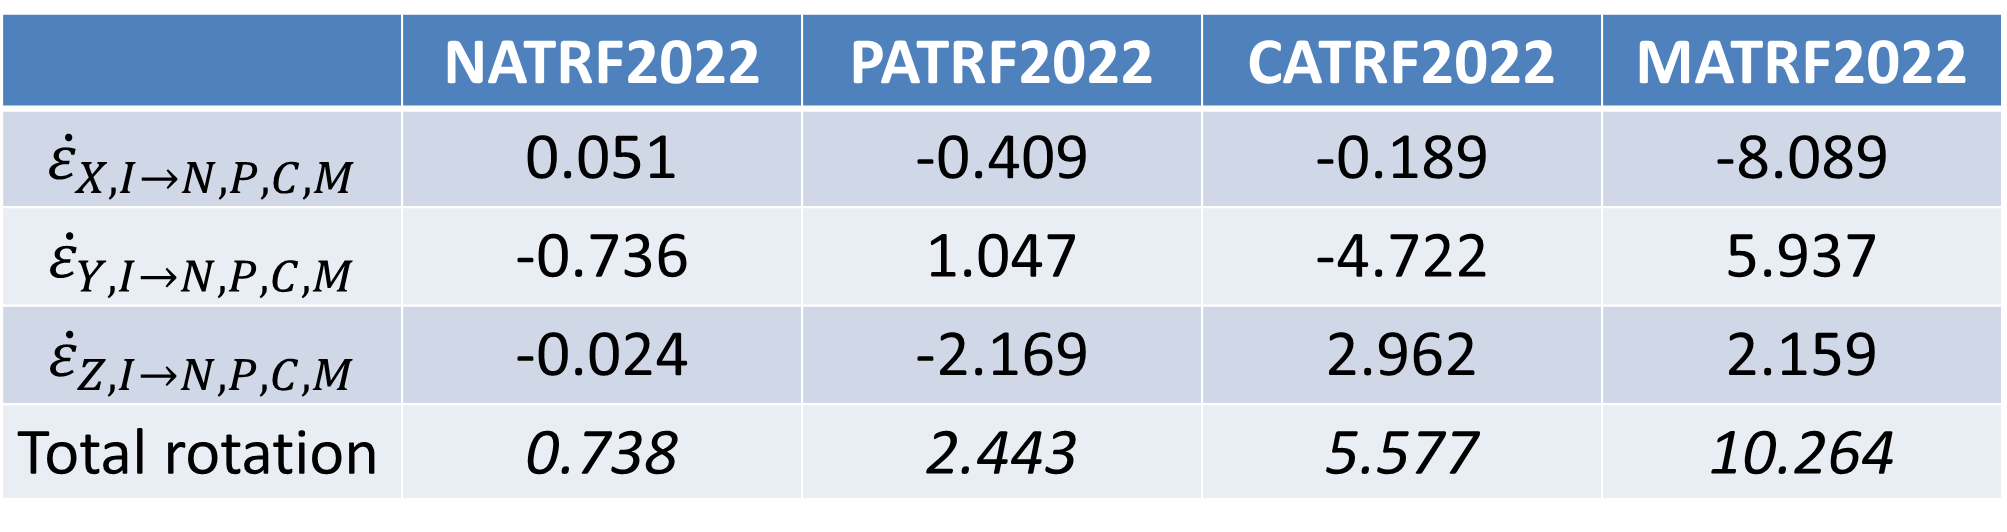 NATRF2022 PATRF2022 CATRF2022 MATRF2022
ε̇X,I→N,P,C,M 0.051 -0.409 -0.189 -8.089
ε̇Y,I→N,P,C,M -0.736 1.047 -4.722 5.937
ε̇Z,I→N,P,C,M -0.024 -2.169 2.962 2.159
Total rotation 0.738 2.443 5.577 10.264